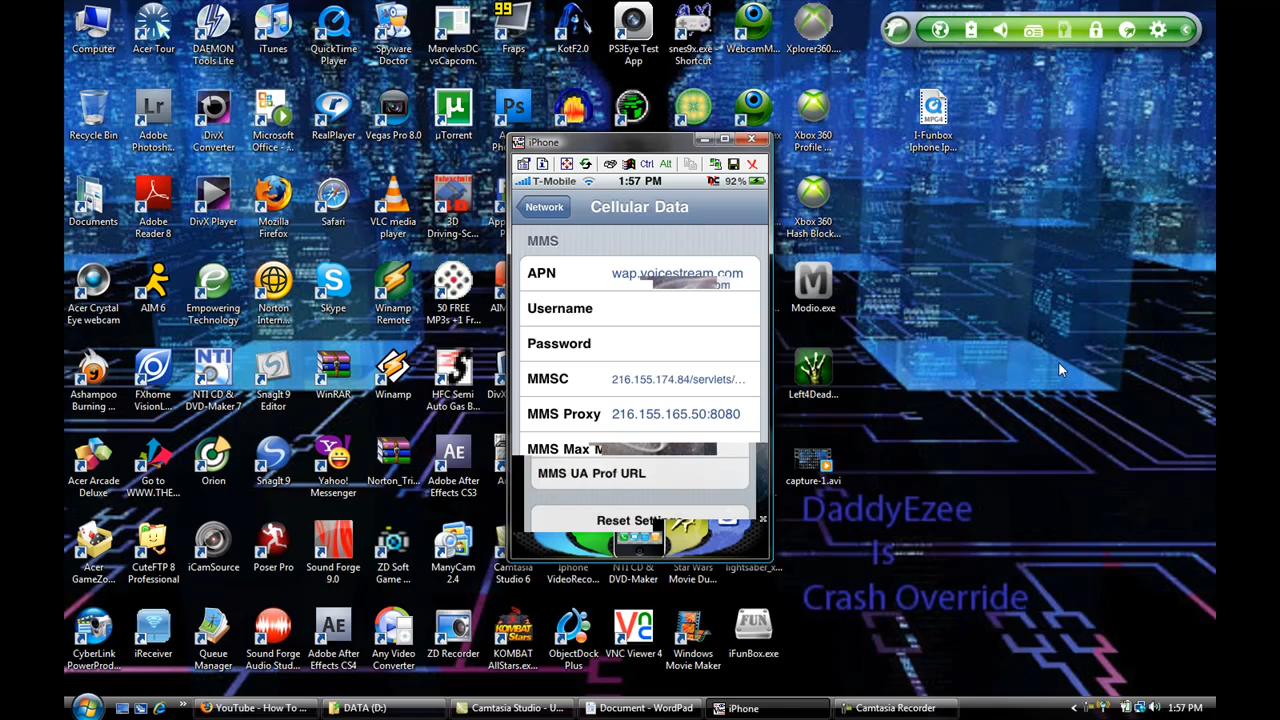 99
Computer
Acer Tour
DAEMON Tools Lite
iTunes
QuickTime Player
Spyware Doctor
MarvelvsDC vsCapcom.
Fraps
KotF2.0
PS3Eye Test App
snes9x.exe - Shortcut
WebcamM...
Xplorer360....
Recycle Bin
Adobe Photosh...
DivX Converter
Microsoft Office - ...
RealPlayer
Vegas Pro 8.0
µTorrent
Xbox 360 Profile ...
I-Funbox Iphone Ip...
Documents
Adobe Reader 8
DivX Player
Mozilla Firefox
Safari
VLC media player
3D Driving-Sc...
Xbox 360 Hash Block...
iPhone
Ctrl Alt
T-Mobile
1:57 PM
92%
Network
Cellular Data
MMS
APN wap.voicestream.com
om
Username
Password
MMSC 216.155.174.84/servlets/...
MMS Proxy 216.155.165.50:8080
MMS Max M
MMS UA Prof URL
Reset Setti
Acer Crystal Eye webcam
AIM 6
Empowering Technology
Norton Intern...
Skype
Winamp Remote
50 FREE MP3s +1 Fr...
Modio.exe
Ashampoo Burning ...
FXhome VisionL...
NTI CD & DVD-Maker 7
SnagIt 9 Editor
WinRAR
Winamp
HFC Semi Auto Gas B...
Left4Dead...
Acer Arcade Deluxe
Go to WWW.THE...
Orion
SnagIt 9
Yahoo! Messenger
Norton_Tri...
Adobe After Effects CS3
capture-1.avi
DaddyEzee
Is
Crash Override
Acer GameZo...
CuteFTP 8 Professional
iCamSource
Poser Pro
Sound Forge 9.0
ZD Soft Game ...
ManyCam 2.4
Camtasia Studio 6
Iphone VideoReco...
NTI CD & DVD-Maker
Star Wars Movie Du...
lightsaber_x...
CyberLink PowerProd...
iReceiver
Queue Manager
Sound Forge Audio Stud...
Adobe After Effects CS4
Any Video Converter
ZD Recorder
KOMBAT AllStars.ex...
ObjectDock Plus
VNC Viewer 4
Windows Movie Maker
iFunBox.exe
YouTube - How To ...
DATA (D:)
Camtasia Studio - U...
Document - WordPad
iPhone
Camtasia Recorder
1:57 PM